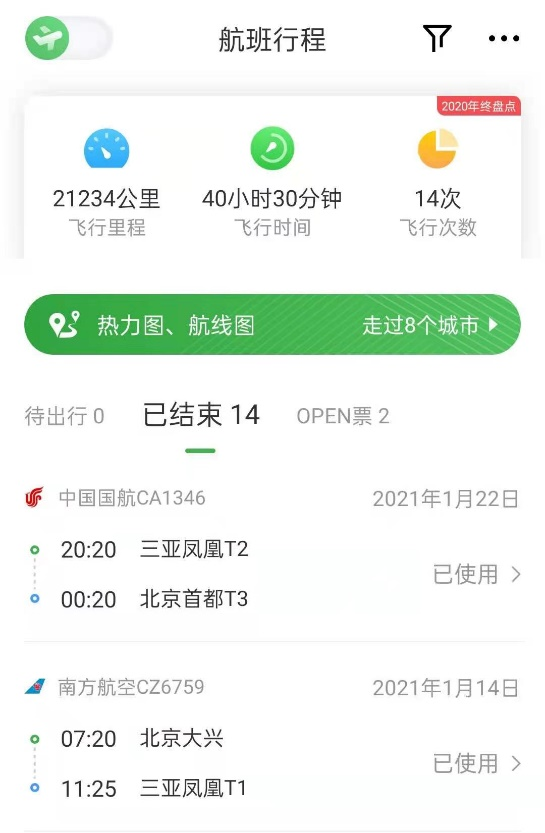 航班行程
2020年终盘点
21234公里 40小时30分钟 14次
飞行里程 飞行时间 飞行次数
热力图、航线图 走过8个城市
待出行 0 已结束 14 OPEN票 2
中国国航CA1346 2021年1月22日
20:20 三亚凤凰T2
已使用
00:20 北京首都T3
南方航空CZ6759 2021年1月14日
07:20 北京大兴
已使用
11:25 三亚凤凰T1